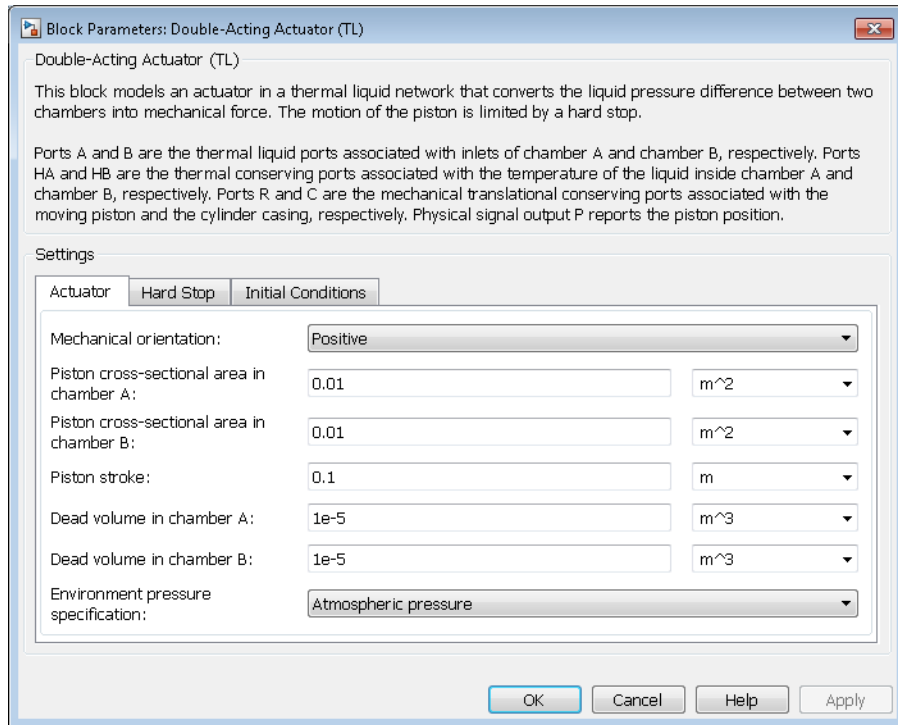 Block Parameters: Double-Acting Actuator (TL)
Double-Acting Actuator (TL)
This block models an actuator in a thermal liquid network that converts the liquid pressure difference between two
chambers into mechanical force. The motion of the piston is limited by a hard stop.
Ports A and B are the thermal liquid ports associated with inlets of chamber A and chamber B, respectively. Ports
HA and HB are the thermal conserving ports associated with the temperature of the liquid inside chamber A and
chamber B, respectively. Ports R and C are the mechanical translational conserving ports associated with the
moving piston and the cylinder casing, respectively. Physical signal output P reports the piston position.
Settings
Actuator Hard Stop Initial Conditions
Mechanical orientation: Positive
Piston cross-sectional area in
chamber A: 0.01 m^2
Piston cross-sectional area in
chamber B: 0.01 m^2
Piston stroke: 0.1 m
Dead volume in chamber A: 1e-5 m^3
Dead volume in chamber B: 1e-5 m^3
Environment pressure
specification: Atmospheric pressure
OK Cancel Help Apply